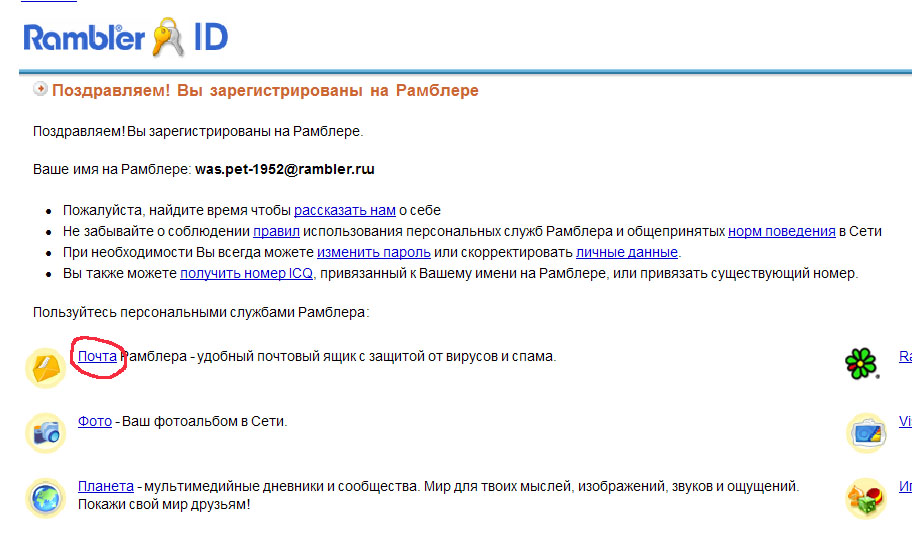 Rambler ID
Поздравляем! Вы зарегистрированы на Рамблере
Поздравляем! Вы зарегистрированы на Рамблере.
Ваше имя на Рамблере: was.pet-1952@rambler.ru
Пожалуйста, найдите время чтобы рассказать нам о себе
Не забывайте о соблюдении правил использования персональных служб Рамблера и общепринятых норм поведения в Сети
При необходимости Вы всегда можете изменить пароль или скорректировать личные данные.
Вы также можете получить номер ICQ, привязанный к Вашему имени на Рамблере, или привязать существующий номер.
Пользуйтесь персональными службами Рамблера:
Почта Рамблера - удобный почтовый ящик с защитой от вирусов и спама.
Ra
Фото - Ваш фотоальбом в Сети.
Vi
Планета - мультимедийные дневники и сообщества. Мир для твоих мыслей, изображений, звуков и ощущений.
Покажи свой мир друзьям!